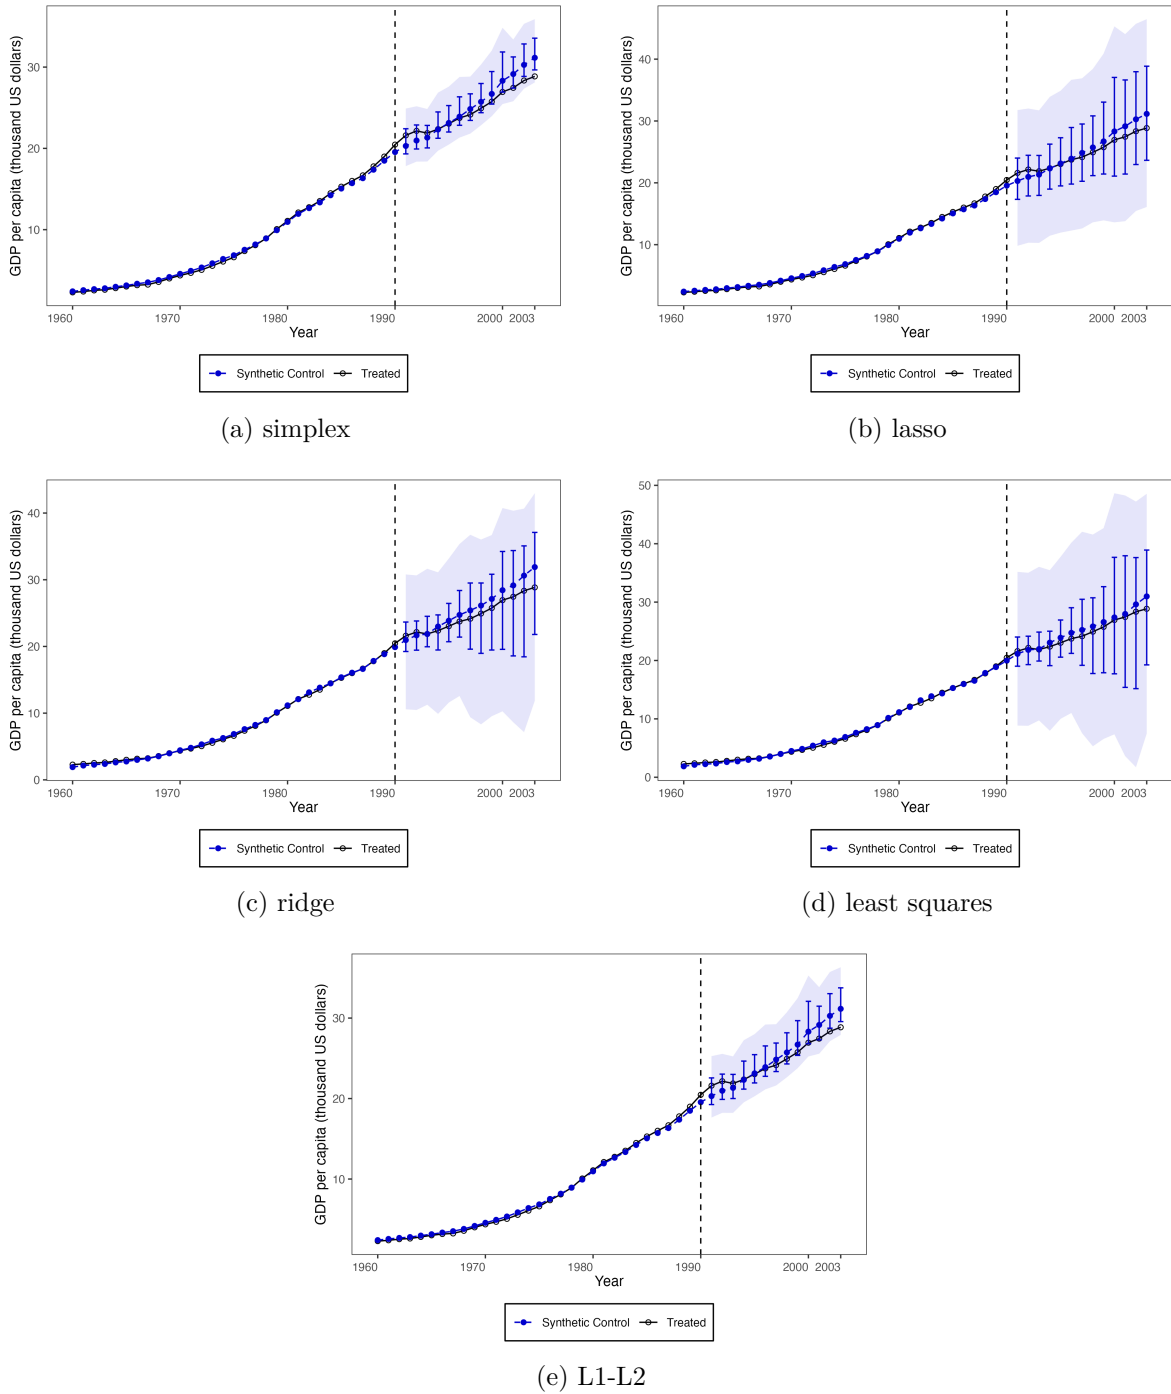 GDP per capita (thousand US dollars)
30
20
10
1960 1970 1980 1990 2000 2003
Year
Synthetic Control Treated
(a) simplex
GDP per capita (thousand US dollars)
40
30
20
10
1960 1970 1980 1990 2000 2003
Year
Synthetic Control Treated
(b) lasso
GDP per capita (thousand US dollars)
40
30
20
10
0
1960 1970 1980 1990 2000 2003
Year
Synthetic Control Treated
(c) ridge
GDP per capita (thousand US dollars)
50
40
30
20
10
0
1960 1970 1980 1990 2000 2003
Year
Synthetic Control Treated
(d) least squares
GDP per capita (thousand US dollars)
30
20
10
1960 1970 1980 1990 2000 2003
Year
Synthetic Control Treated
(e) L1-L2